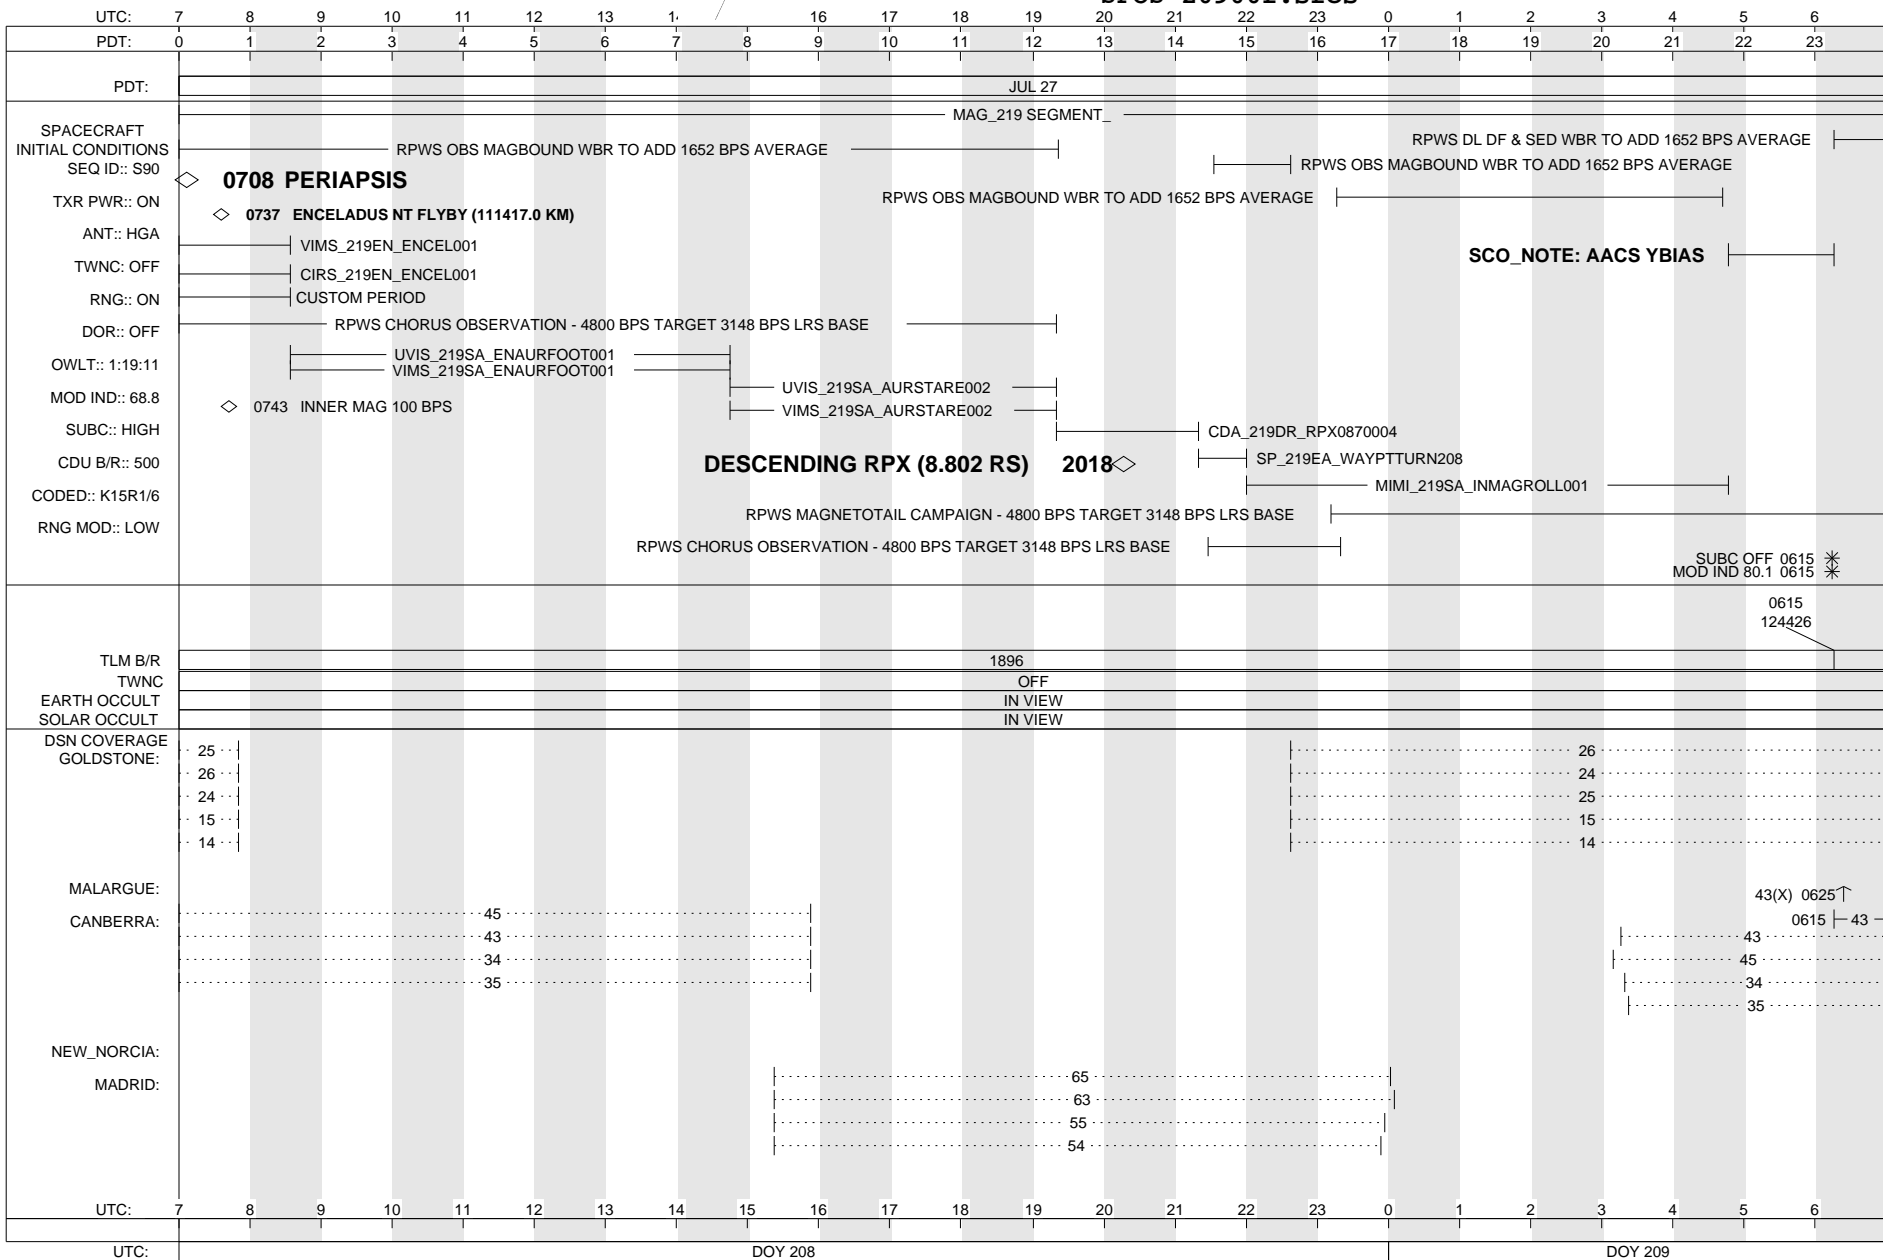 UTC: 7 8 9 10 11 12 13 16 17 18 19 20 21 22 23 0 1 2 3 4 5 6
PDT: 0 1 2 3 4 5 6 7 8 9 10 11 12 13 14 15 16 17 18 19 20 21 22 23
PDT: JUL 27
MAG_219 SEGMENT_
SPACECRAFT
INITIAL CONDITIONS
RPWS OBS MAGBOUND WBR TO ADD 1652 BPS AVERAGE
RPWS DL DF & SED WBR TO ADD 1652 BPS AVERAGE
SEQ ID:: S90
RPWS OBS MAGBOUND WBR TO ADD 1652 BPS AVERAGE
0708 PERIAPSIS
TXR PWR:: ON
RPWS OBS MAGBOUND WBR TO ADD 1652 BPS AVERAGE
0737 ENCELADUS NT FLYBY (111417.0 KM)
ANT:: HGA
VIMS_219EN_ENCEL001
SCO_NOTE: AACS YBIAS
TWNC: OFF
CIRS_219EN_ENCEL001
RNG:: ON
CUSTOM PERIOD
DOR:: OFF
RPWS CHORUS OBSERVATION - 4800 BPS TARGET 3148 BPS LRS BASE
UVIS_219SA_ENAURFOOT001
OWLT:: 1:19:11
VIMS_219SA_ENAURFOOT001
UVIS_219SA_AURSTARE002
MOD IND:: 68.8
0743 INNER MAG 100 BPS
VIMS_219SA_AURSTARE002
SUBC:: HIGH
CDA_219DR_RPX0870004
CDU B/R:: 500
DESCENDING RPX (8.802 RS) 2018
SP_219EA_WAYPTTURN208
MIMI_219SA_INMAGROLL001
CODED:: K15R1/6
RPWS MAGNETOTAIL CAMPAIGN - 4800 BPS TARGET 3148 BPS LRS BASE
RNG MOD:: LOW
RPWS CHORUS OBSERVATION - 4800 BPS TARGET 3148 BPS LRS BASE
SUBC OFF 0615
MOD IND 80.1 0615
0615
124426
TLM B/R 1896
TWNC OFF
EARTH OCCULT IN VIEW
SOLAR OCCULT IN VIEW
DSN COVERAGE
GOLDSTONE:
25 26
26 24
24 25
15 15
14 14
MALARGUE:
43(X) 0625
CANBERRA:
0615 43
45
43 43
34 45
35 34
35
NEW_NORCIA:
MADRID:
65
63
55
54
UTC: 7 8 9 10 11 12 13 14 15 16 17 18 19 20 21 22 23 0 1 2 3 4 5 6
UTC: DOY 208 DOY 209